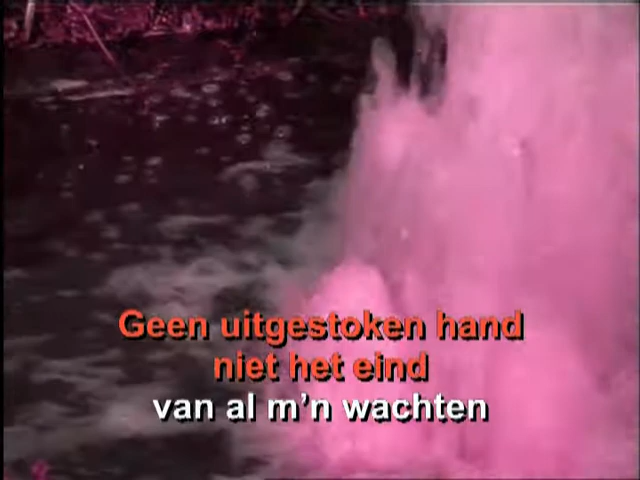 Geen uitgestoken hand
niet het eind
van al m'n wachten